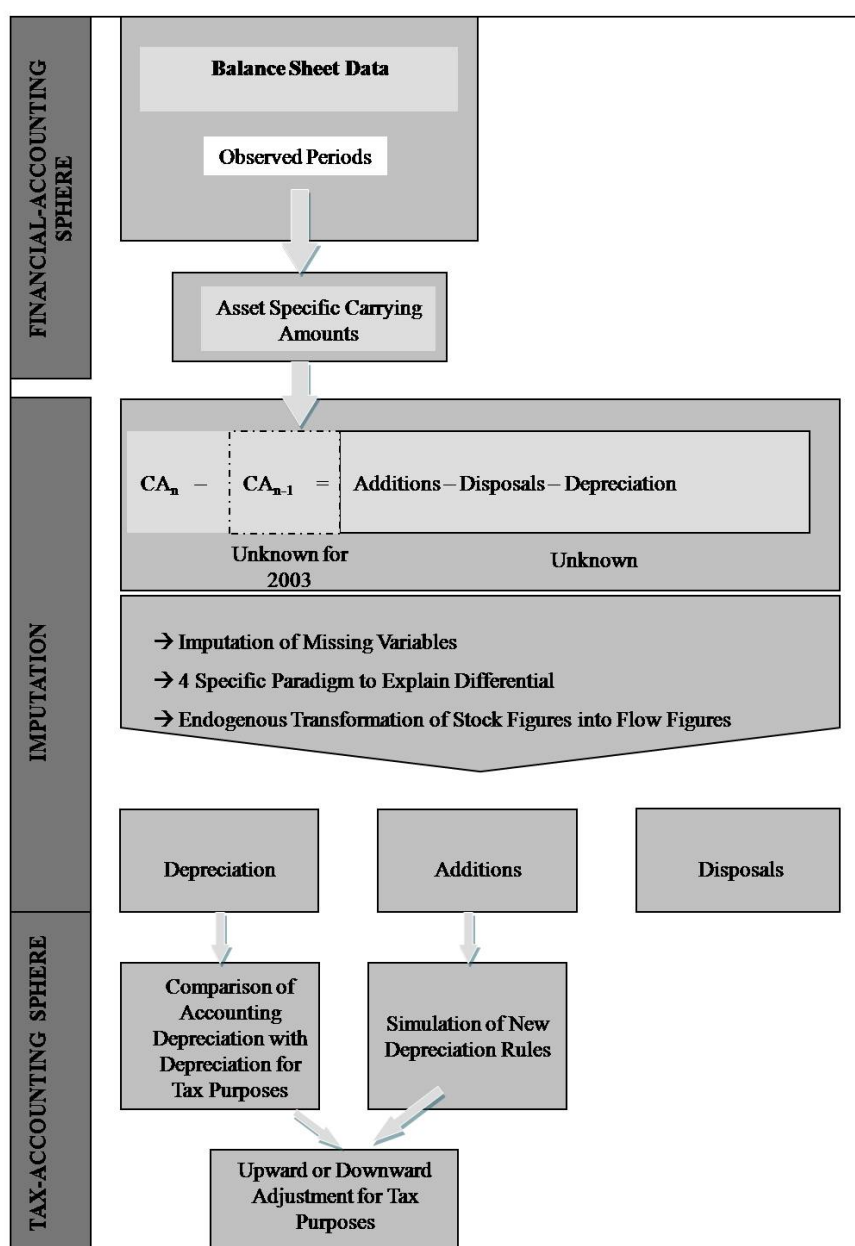 FINANCIAL-ACCOUNTING
SPHERE
Balance Sheet Data
Observed Periods
Asset Specific Carrying
Amounts
IMPUTATION
CAn – CAn-1 = Additions – Disposals – Depreciation
Unknown for
2003
Unknown
→ Imputation of Missing Variables
→ 4 Specific Paradigm to Explain Differential
→ Endogenous Transformation of Stock Figures into Flow Figures
Depreciation
Additions
Disposals
TAX-ACCOUNTING SPHERE
Comparison of
Accounting
Depreciation with
Depreciation for
Tax Purposes
Simulation of New
Depreciation Rules
Upward or Downward
Adjustment for Tax
Purposes